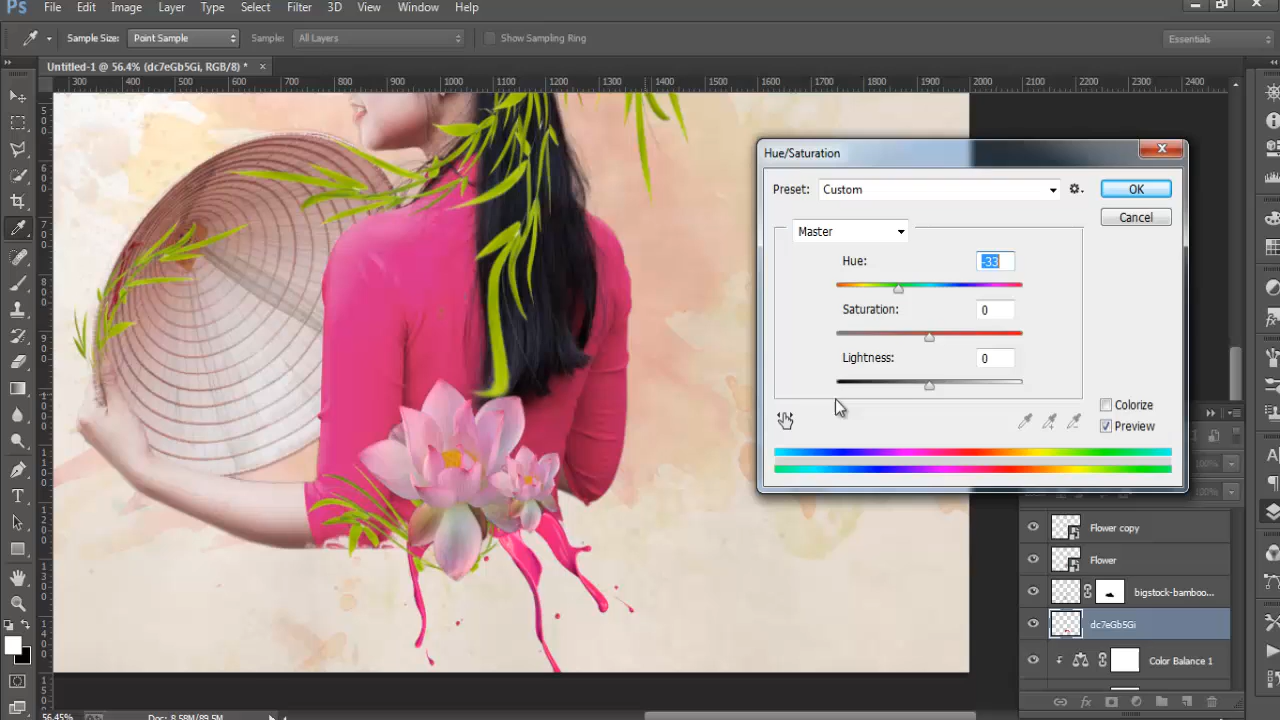 Ps File Edit Image Layer Type Select Filter 3D View Window Help
Sample Size: Point Sample Sample: All Layers Show Sampling Ring Essentials
Untitled-1 @ 56.4% (dc7eGb5Gi, RGB/8) * ×
300 400 500 600 700 800 900 1000 1100 1200 1300 1400 1500 1600 1700 1800 1900 2000 2100 2200 2300 2400
Hue/Saturation
Preset: Custom OK
Cancel
Master
Hue: -33
Saturation: 0
Lightness: 0
Colorize
Preview
Flower copy
Flower
bigstock-bamboo...
dc7eGb5Gi
Color Balance 1
56.45% Doc: 8.58M/89.5M